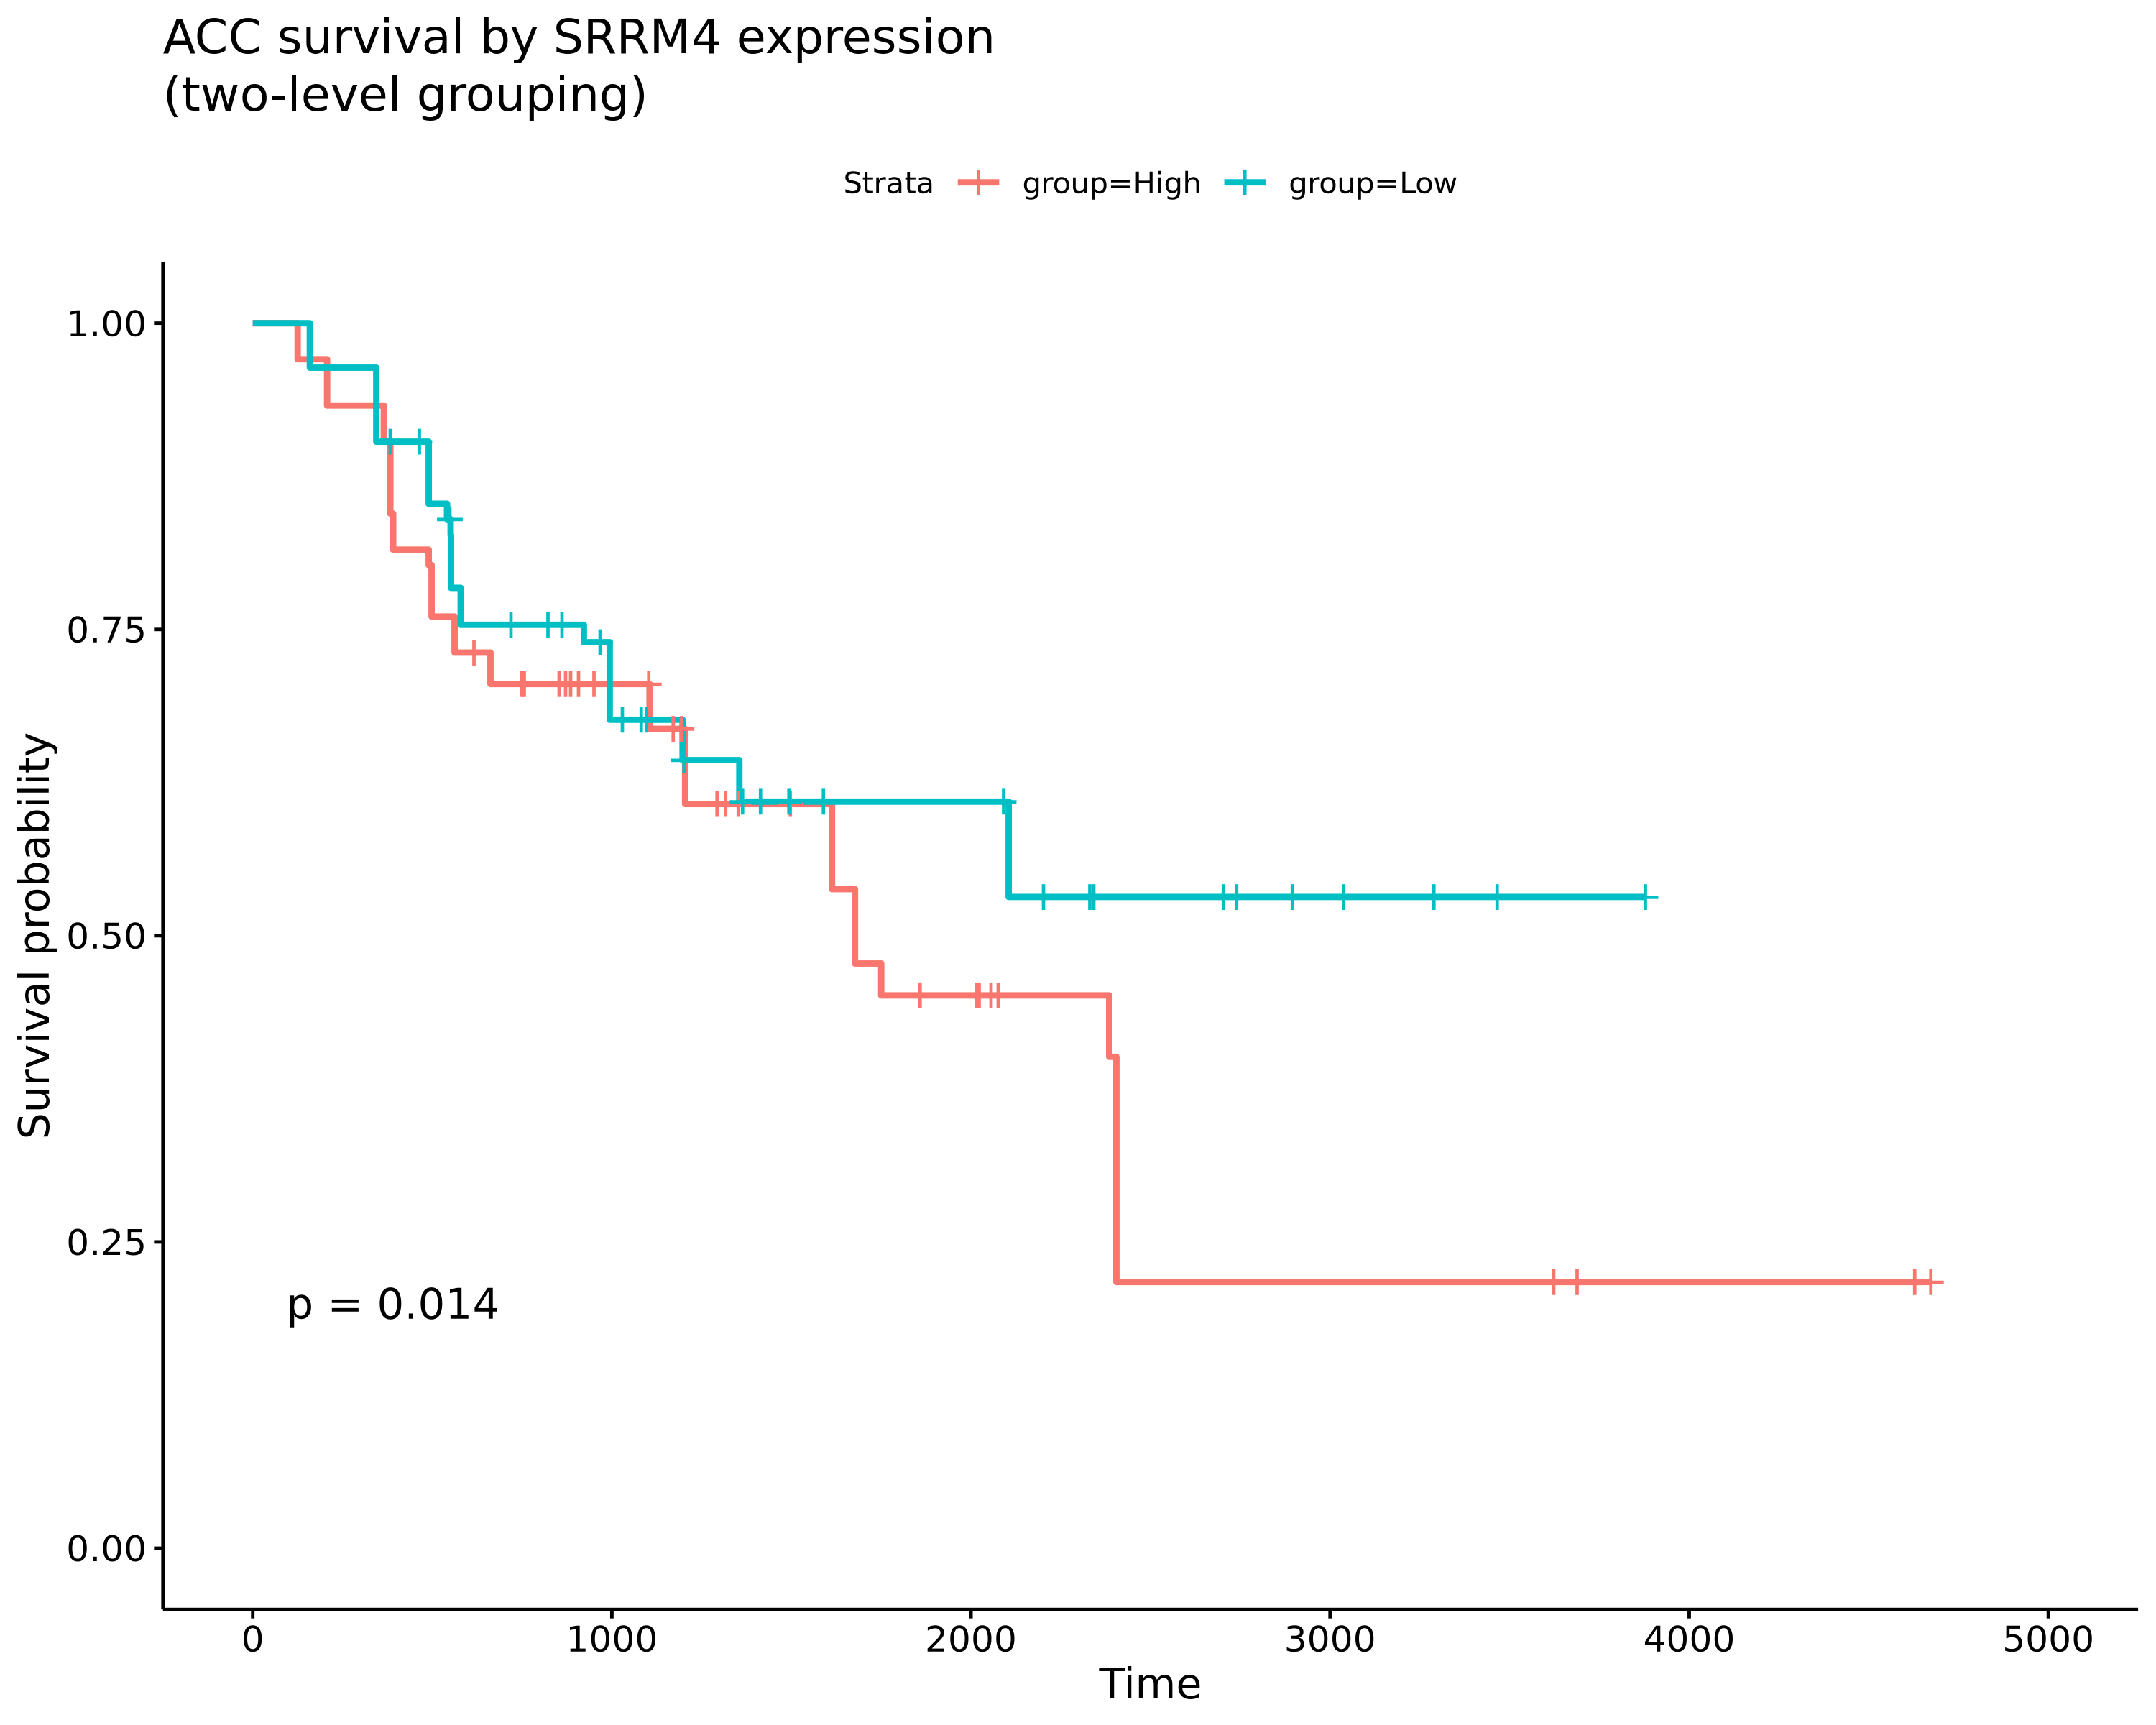 ACC survival by SRRM4 expression
(two-level grouping)
Strata group=High group=Low
Survival probability
1.00
0.75
0.50
0.25
0.00
p = 0.014
0 1000 2000 3000 4000 5000
Time